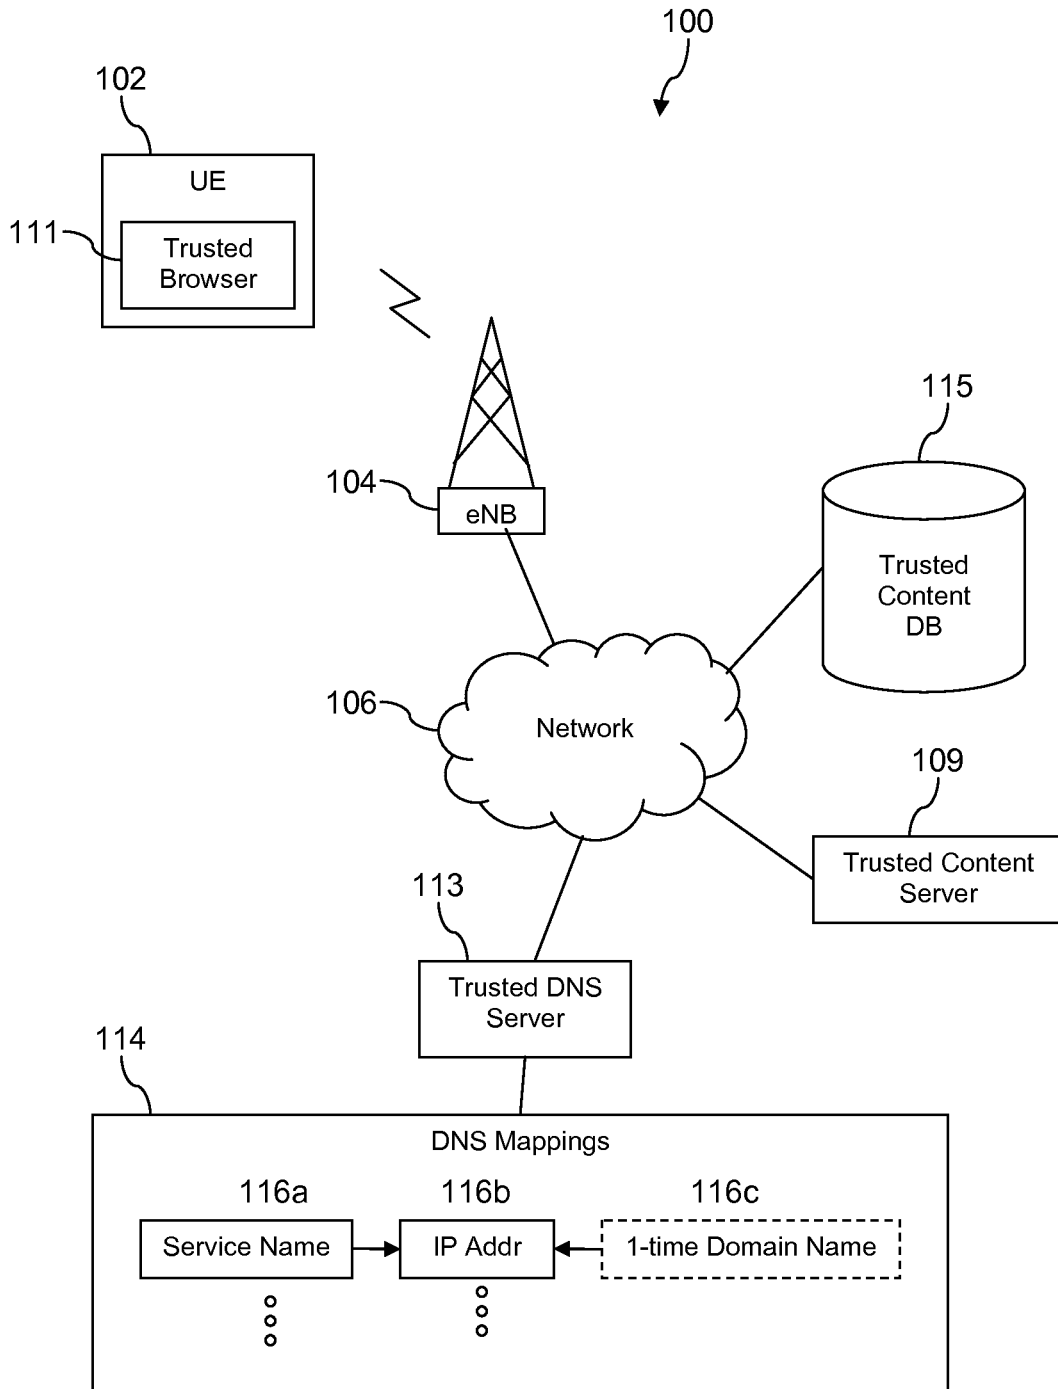 100
102
UE
111
Trusted
Browser
115
104
eNB
Trusted
Content
DB
106
Network
109
113
Trusted Content
Server
Trusted DNS
Server
114
DNS Mappings
116a
116b
116c
Service Name
IP Addr
1-time Domain Name